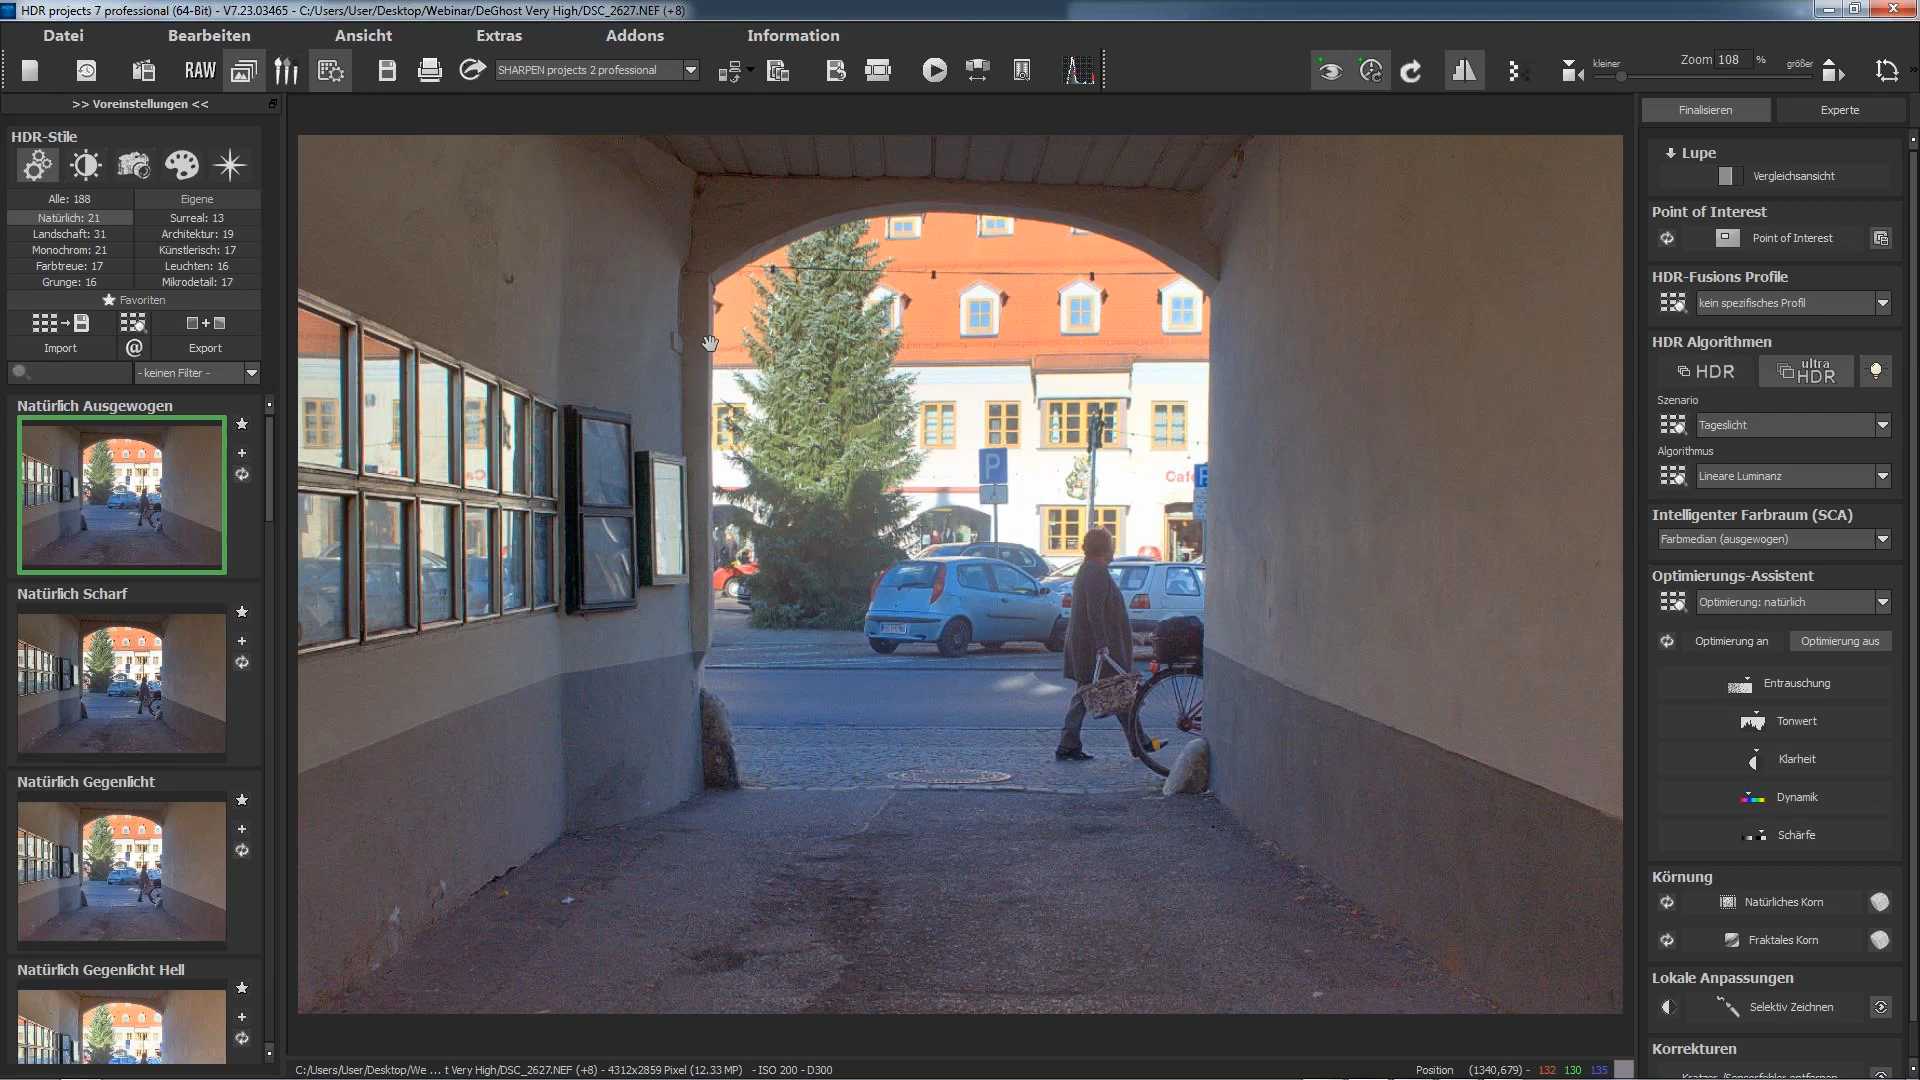 HDR projects 7 professional (64-Bit) - V7.23.03465 - C:/Users/User/Desktop/Webinar/DeGhost Very High/DSC_2627.NEF (+8)
Datei Bearbeiten Ansicht Extras Addons Information
RAW SHARPEN projects 2 professional kleiner Zoom 108 % größer
>> Voreinstellungen <<
HDR-Stile
Alle: 188 Eigene
Natürlich: 21 Surreal: 13
Landschaft: 31 Architektur: 19
Monochrom: 21 Künstlerisch: 17
Farbtreue: 17 Leuchten: 16
Grunge: 16 Mikrodetail: 17
Favoriten
Import @ Export
- keinen Filter -
Natürlich Ausgewogen
Natürlich Scharf
Natürlich Gegenlicht
Natürlich Gegenlicht Hell
P
Cafe
Finalisieren Experte
Lupe
Vergleichsansicht
Point of Interest
Point of Interest
HDR-Fusions Profile
kein spezifisches Profil
HDR Algorithmen
HDR ultra HDR
Szenario
Tageslicht
Algorithmus
Lineare Luminanz
Intelligenter Farbraum (SCA)
Farbmedian (ausgewogen)
Optimierungs-Assistent
Optimierung: natürlich
Optimierung an Optimierung aus
Entrauschung
Tonwert
Klarheit
Dynamik
Schärfe
Körnung
Natürliches Korn
Fraktales Korn
Lokale Anpassungen
Selektiv Zeichnen
Korrekturen
Kratzer-/Sensorfehler entfernen
C:/Users/User/Desktop/We ... t Very High/DSC_2627.NEF (+8) - 4312x2859 Pixel (12.33 MP) - ISO 200 - D300
Position (1340,679) - 132 130 135